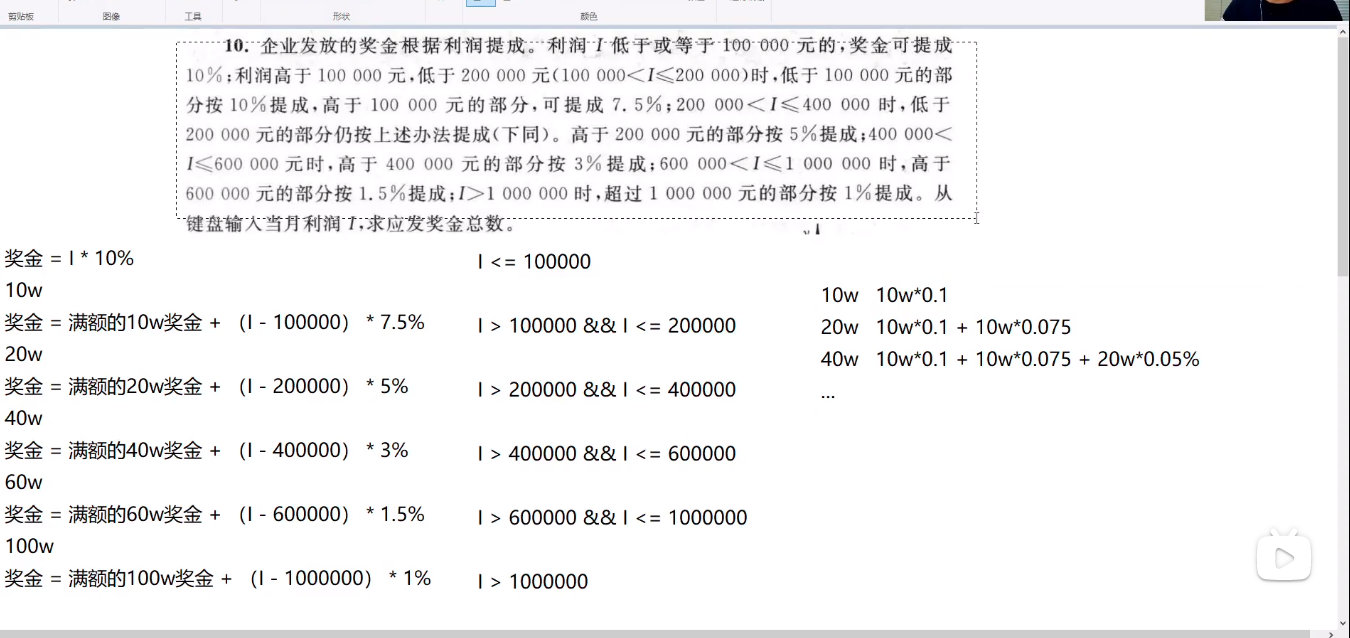 剪贴板 图像 工具 形状 颜色
10. 企业发放的奖金根据利润提成。利润 I 低于或等于 100 000 元的,奖金可提成
10%;利润高于 100 000 元,低于 200 000 元(100 000<I≤200 000)时,低于 100 000 元的部
分按 10%提成,高于 100 000 元的部分,可提成 7.5%;200 000<I≤400 000 时,低于
200 000 元的部分仍按上述办法提成(下同)。高于 200 000 元的部分按 5%提成;400 000<
I≤600 000 元时,高于 400 000 元的部分按 3%提成;600 000<I≤1 000 000 时,高于
600 000 元的部分按 1.5%提成;I>1 000 000 时,超过 1 000 000 元的部分按 1%提成。从
键盘输入当月利润 I,求应发奖金总数。
奖金 = I * 10%
I <= 100000
10w
10w 10w*0.1
奖金 = 满额的10w奖金 + （I - 100000） * 7.5%
I > 100000 && I <= 200000
20w 10w*0.1 + 10w*0.075
20w
40w 10w*0.1 + 10w*0.075 + 20w*0.05%
奖金 = 满额的20w奖金 + （I - 200000） * 5%
I > 200000 && I <= 400000
...
40w
奖金 = 满额的40w奖金 + （I - 400000） * 3%
I > 400000 && I <= 600000
60w
奖金 = 满额的60w奖金 + （I - 600000） * 1.5%
I > 600000 && I <= 1000000
100w
奖金 = 满额的100w奖金 + （I - 1000000） * 1%
I > 1000000